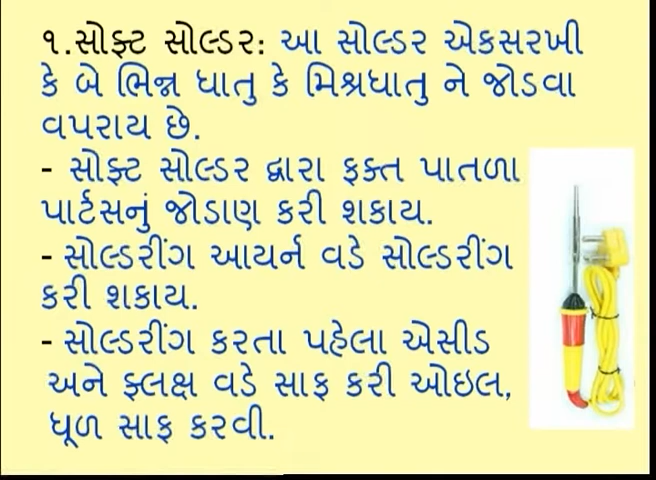 ૧.સોફ્ટ સોલ્ડર: આ સોલ્ડર એકસરખી
કે બે ભિન્ન ધાતુ કે મિશ્રધાતુ ને જોડવા
વપરાય છે.
- સોફ્ટ સોલ્ડર દ્વારા ફક્ત પાતળા
પાર્ટસનું જોડાણ કરી શકાય.
- સોલ્ડરીંગ આયર્ન વડે સોલ્ડરીંગ
કરી શકાય.
- સોલ્ડરીંગ કરતા પહેલા એસીડ
અને ફ્લક્ષ વડે સાફ કરી ઓઇલ,
ધૂળ સાફ કરવી.